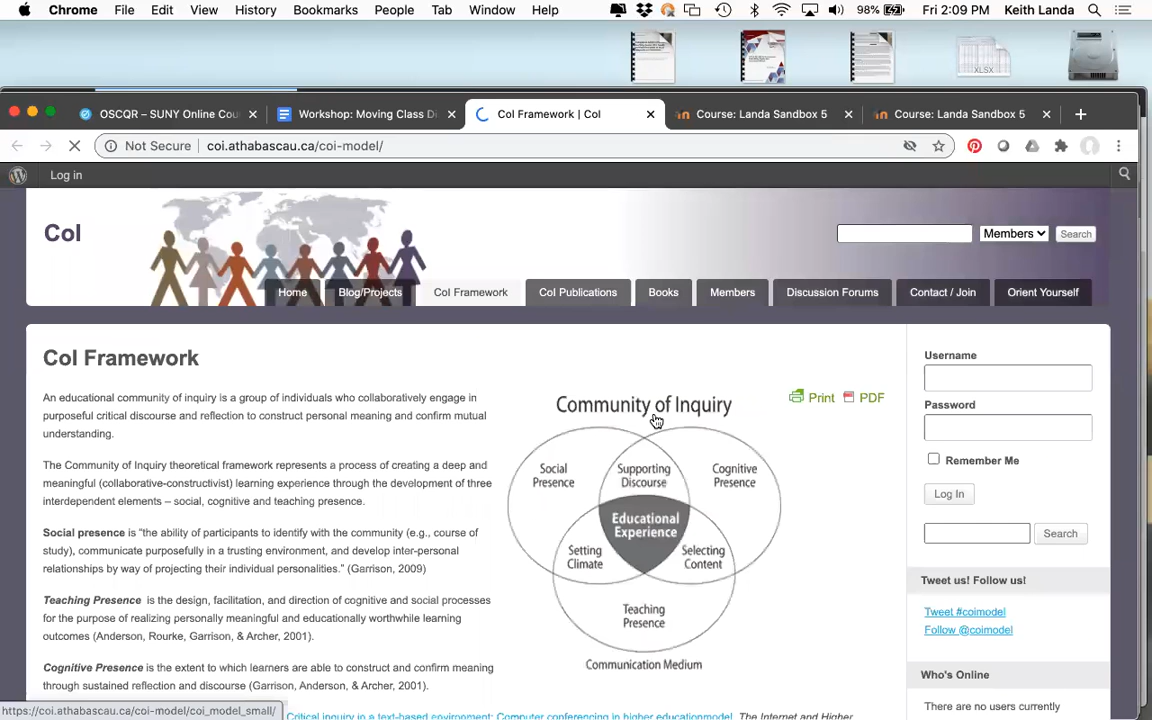 Chrome File Edit View History Bookmarks People Tab Window Help 98% Fri 2:09 PM Keith Landa
XLSX
OSCQR – SUNY Online Cou Workshop: Moving Class Di CoI Framework | CoI Course: Landa Sandbox 5 Course: Landa Sandbox 5
Not Secure coi.athabascau.ca/coi-model/
Log in
CoI
Members Search
Home Blog/Projects CoI Framework CoI Publications Books Members Discussion Forums Contact / Join Orient Yourself
CoI Framework
An educational community of inquiry is a group of individuals who collaboratively engage in
purposeful critical discourse and reflection to construct personal meaning and confirm mutual
understanding.
The Community of Inquiry theoretical framework represents a process of creating a deep and
meaningful (collaborative-constructivist) learning experience through the development of three
interdependent elements – social, cognitive and teaching presence.
Social presence is “the ability of participants to identify with the community (e.g., course of
study), communicate purposefully in a trusting environment, and develop inter-personal
relationships by way of projecting their individual personalities.” (Garrison, 2009)
Teaching Presence is the design, facilitation, and direction of cognitive and social processes
for the purpose of realizing personally meaningful and educationally worthwhile learning
outcomes (Anderson, Rourke, Garrison, & Archer, 2001).
Cognitive Presence is the extent to which learners are able to construct and confirm meaning
through sustained reflection and discourse (Garrison, Anderson, & Archer, 2001).
Critical inquiry in a text-based environment: Computer conferencing in higher educationmodel. The Internet and Higher
Community of Inquiry
Social
Presence
Supporting
Discourse
Cognitive
Presence
Educational
Experience
Setting
Climate
Selecting
Content
Teaching
Presence
Communication Medium
Print PDF
Username
Password
Remember Me
Log In
Search
Tweet us! Follow us!
Tweet #coimodel
Follow @coimodel
Who's Online
There are no users currently
https://coi.athabascau.ca/coi-model/coi_model_small/